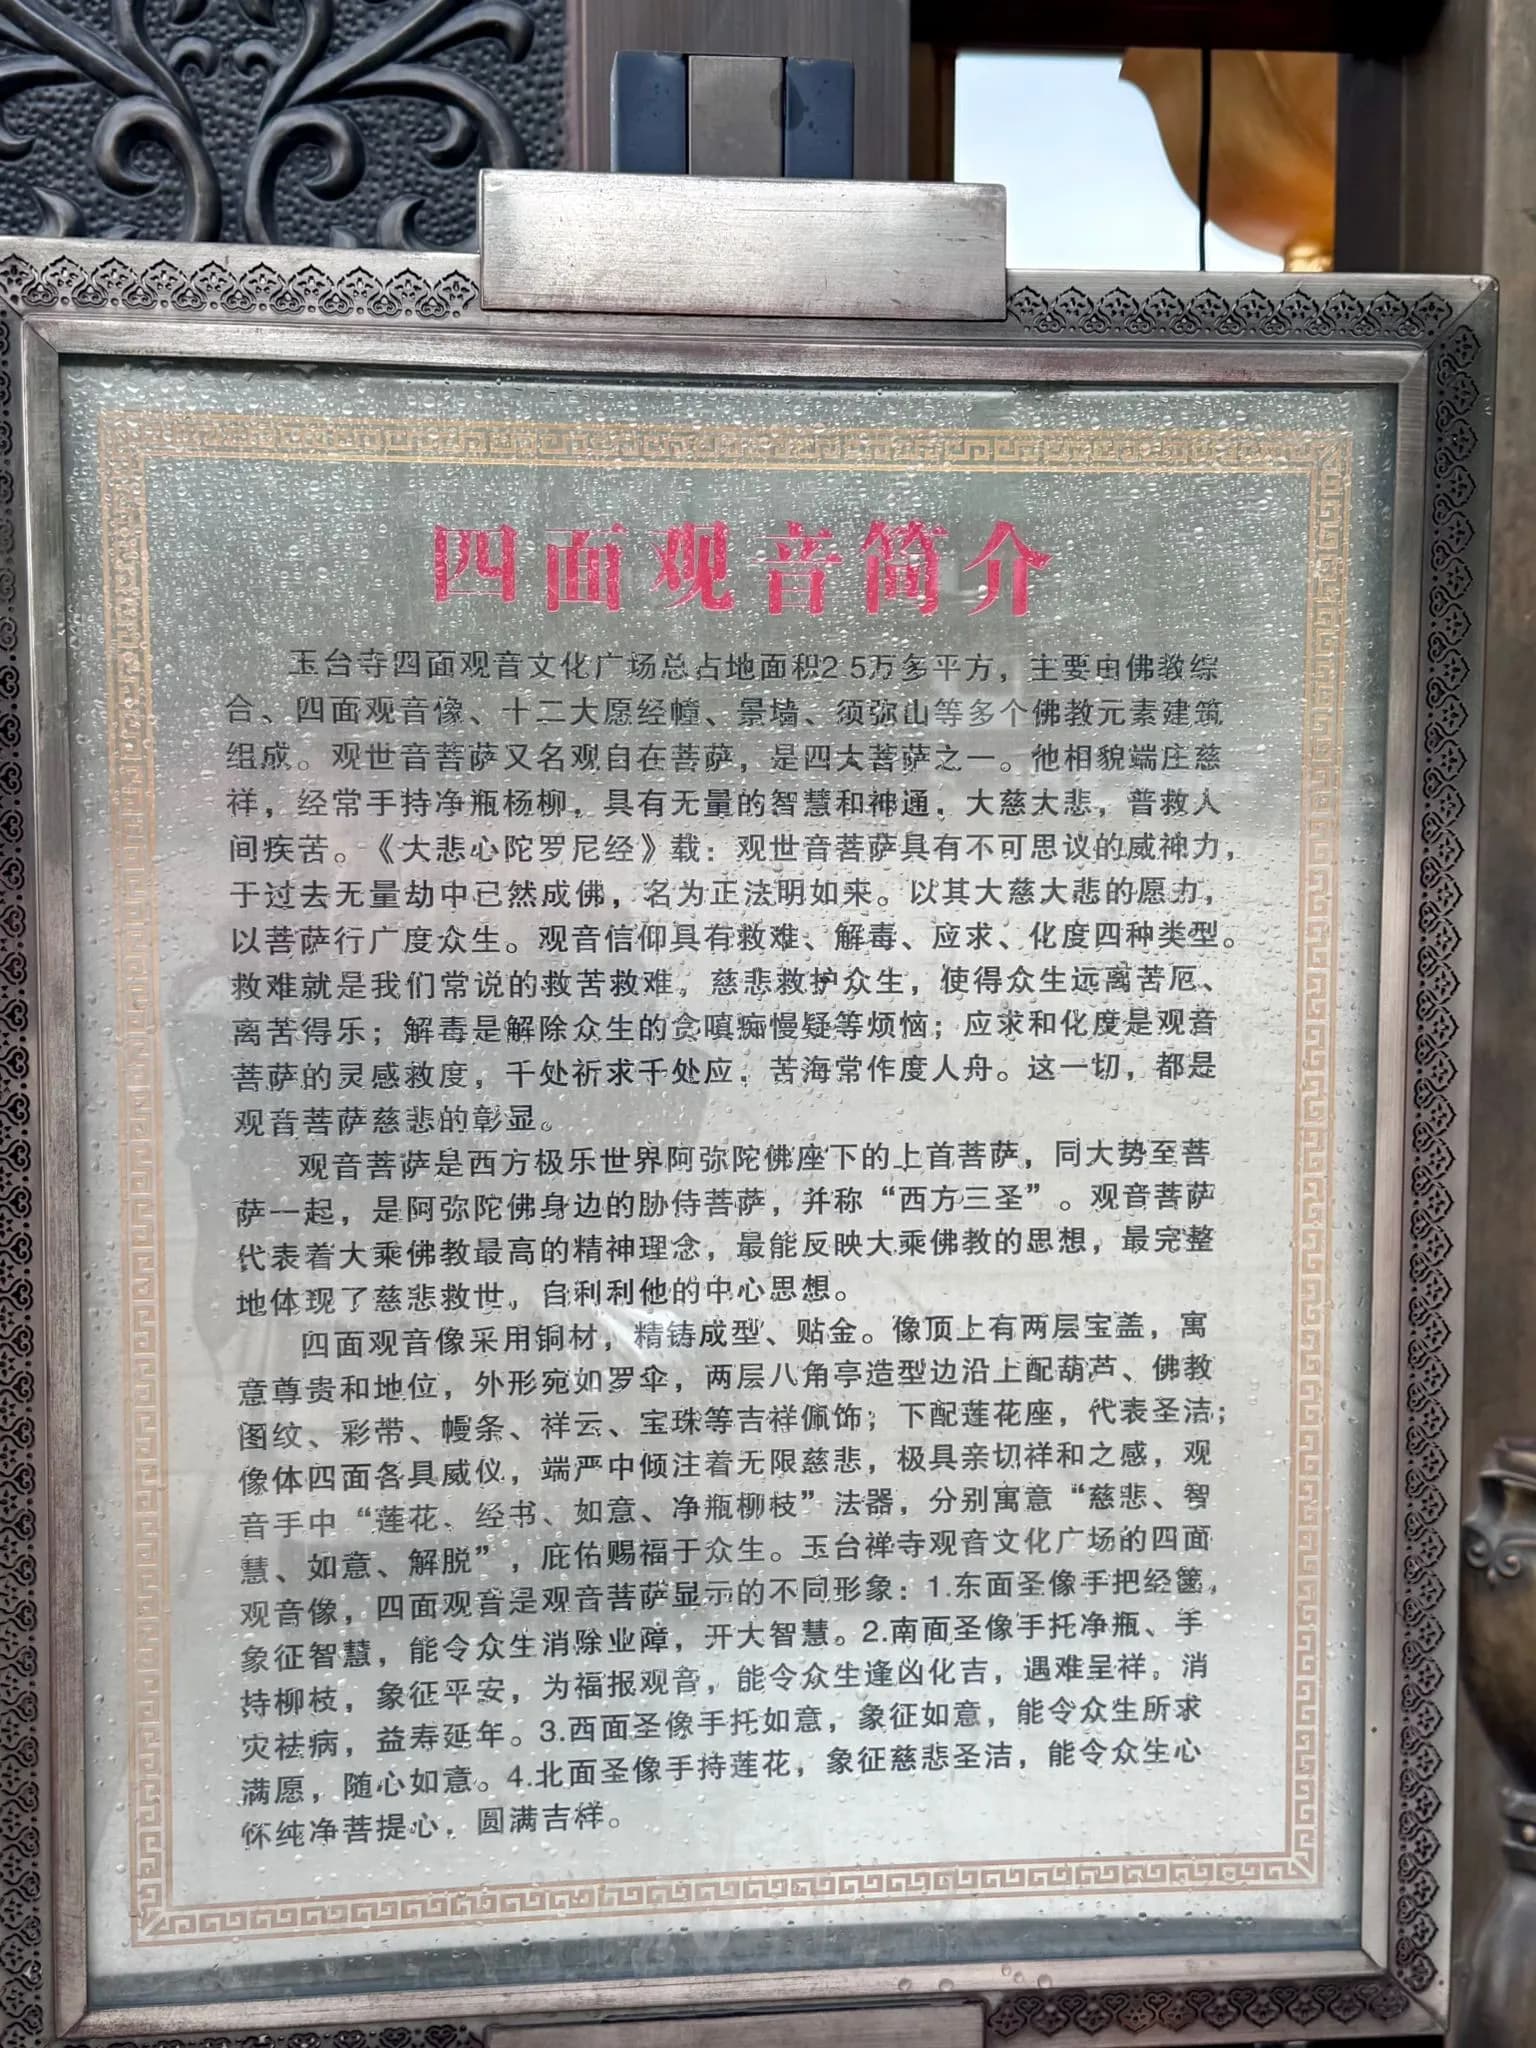 四面观音简介
玉台寺四面观音文化广场总占地面积2.5万多平方，主要由佛教综
合、四面观音像、十二大愿经幢、景墙、须弥山等多个佛教元素建筑
组成。观世音菩萨又名观自在菩萨，是四大菩萨之一。他相貌端庄慈
祥，经常手持净瓶杨柳，具有无量的智慧和神通，大慈大悲，普救人
间疾苦。《大悲心陀罗尼经》载：观世音菩萨具有不可思议的威神力，
于过去无量劫中已然成佛，名为正法明如来。以其大慈大悲的愿力，
以菩萨行广度众生。观音信仰具有救难、解毒、应求、化度四种类型。
救难就是我们常说的救苦救难，慈悲救护众生，使得众生远离苦厄、
离苦得乐；解毒是解除众生的贪嗔痴慢疑等烦恼；应求和化度是观音
菩萨的灵感救度，千处祈求千处应，苦海常作度人舟。这一切，都是
观音菩萨慈悲的彰显。
观音菩萨是西方极乐世界阿弥陀佛座下的上首菩萨，同大势至菩
萨一起，是阿弥陀佛身边的胁侍菩萨，并称“西方三圣”。观音菩萨
代表着大乘佛教最高的精神理念，最能反映大乘佛教的思想，最完整
地体现了慈悲救世，自利利他的中心思想。
四面观音像采用铜材，精铸成型、贴金。像顶上有两层宝盖，寓
意尊贵和地位，外形宛如罗伞，两层八角亭造型边沿上配葫芦、佛教
图纹、彩带、幔条、祥云、宝珠等吉祥佩饰；下配莲花座，代表圣洁；
像体四面各具威仪，端严中倾注着无限慈悲，极具亲切祥和之感，观
音手中“莲花、经书、如意、净瓶柳枝”法器，分别寓意“慈悲、智
慧、如意、解脱”，庇佑赐福于众生。玉台禅寺观音文化广场的四面
观音像，四面观音是观音菩萨显示的不同形象：1.东面圣像手把经箧，
象征智慧，能令众生消除业障，开大智慧。2.南面圣像手托净瓶、手
持柳枝，象征平安，为福报观音，能令众生逢凶化吉，遇难呈祥，消
灾祛病，益寿延年。3.西面圣像手托如意，象征如意，能令众生所求
满愿，随心如意。4.北面圣像手持莲花，象征慈悲圣洁，能令众生心
怀纯净菩提心，圆满吉祥。